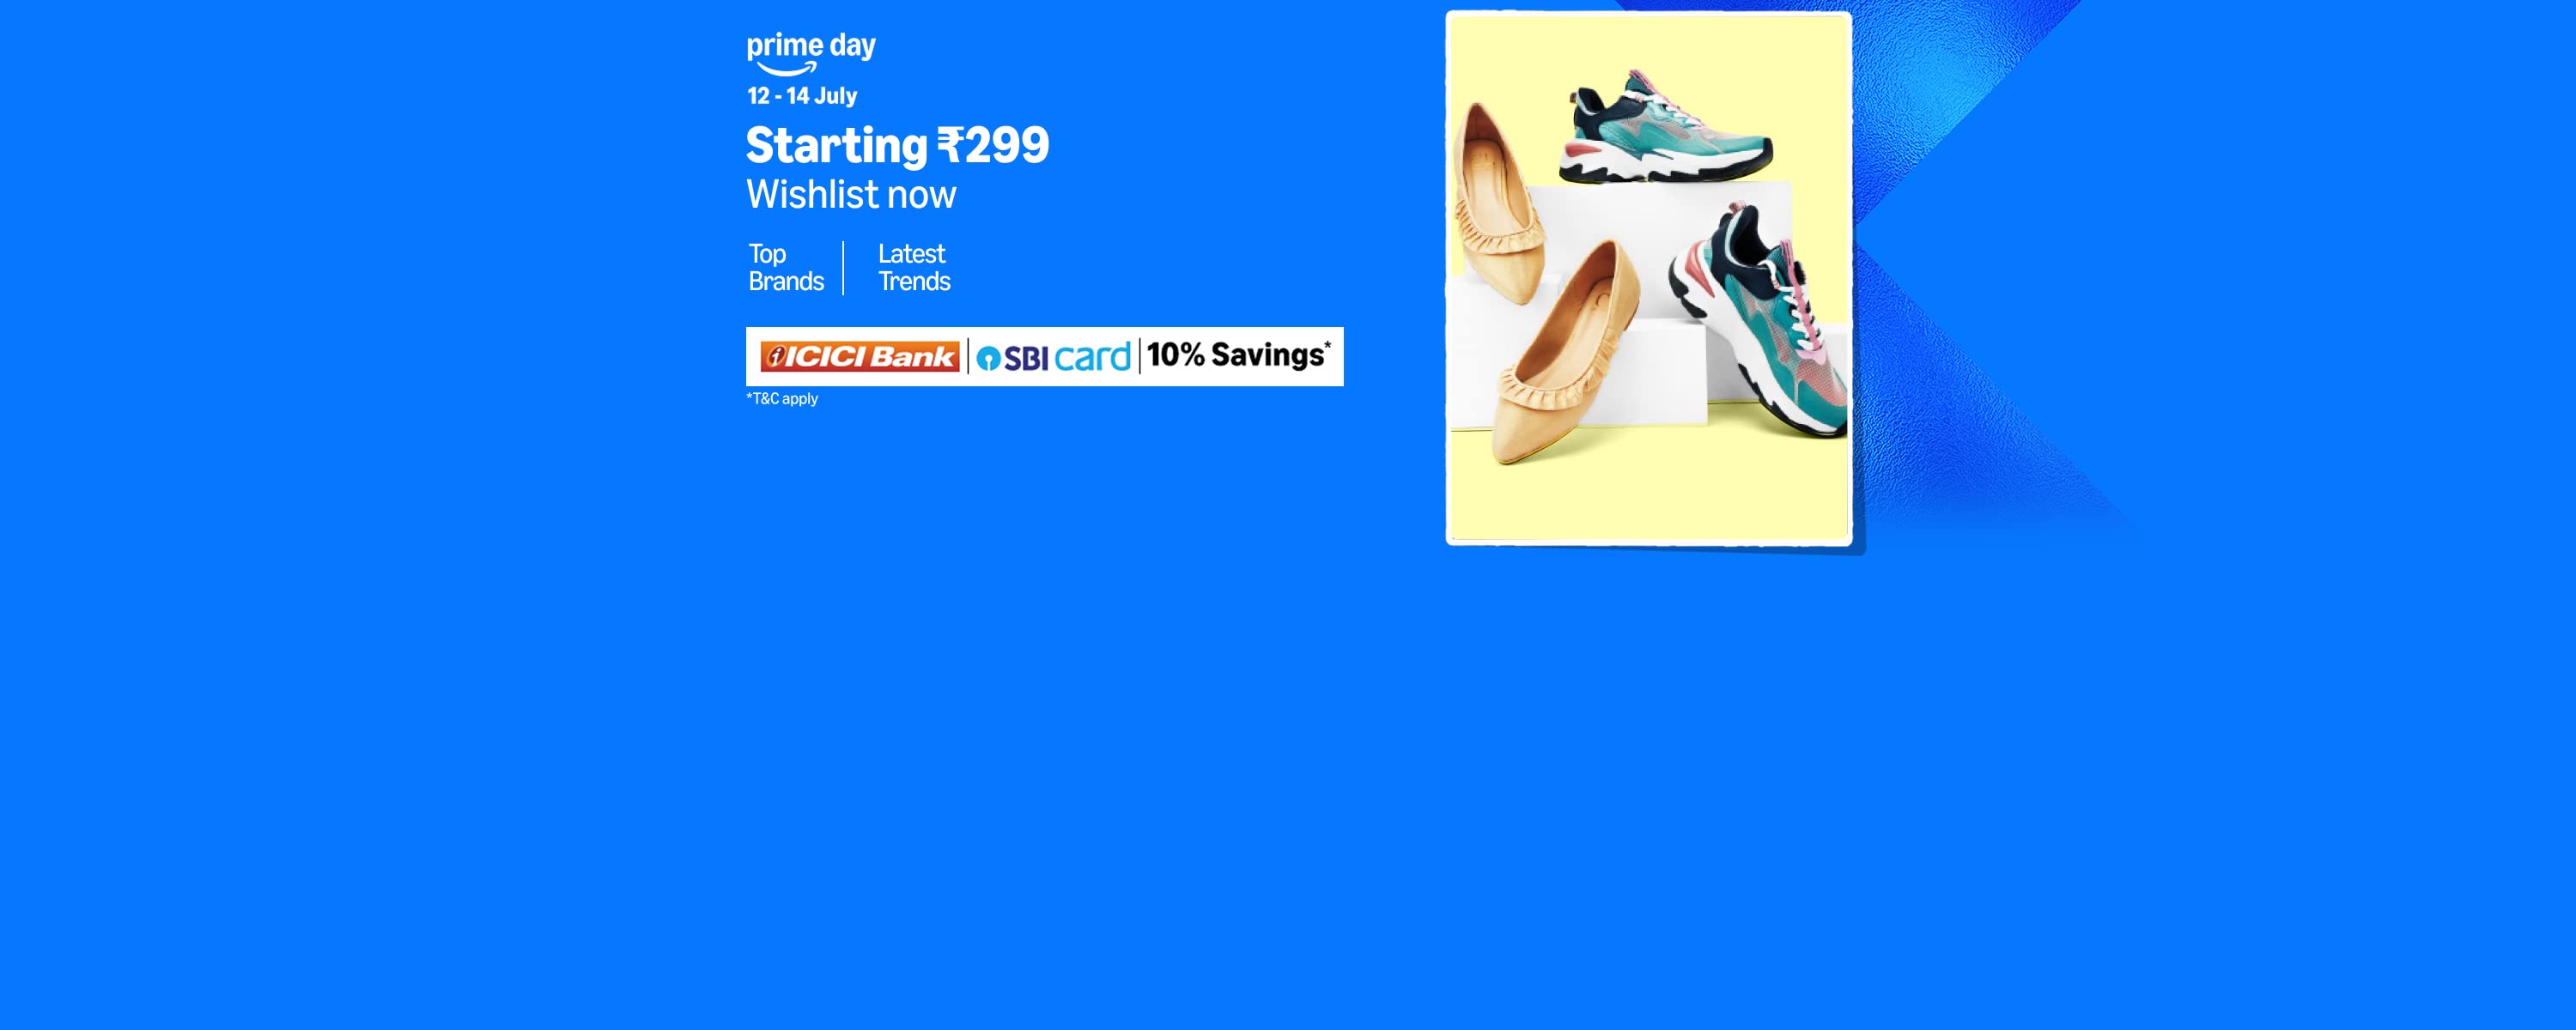 prime day
12 - 14 July
Starting ₹299
Wishlist now
Top
Brands
Latest
Trends
ICICI Bank | SBI card | 10% Savings*
*T&C apply